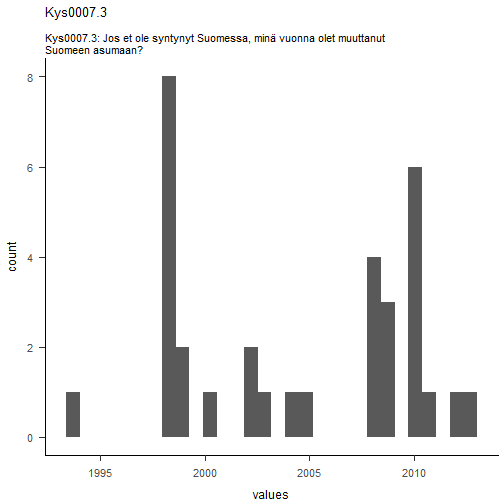 Kys0007.3
Kys0007.3: Jos et ole syntynyt Suomessa, minä vuonna olet muuttanut
Suomeen asumaan?
8
6
4
2
0
count
1995 2000 2005 2010
values